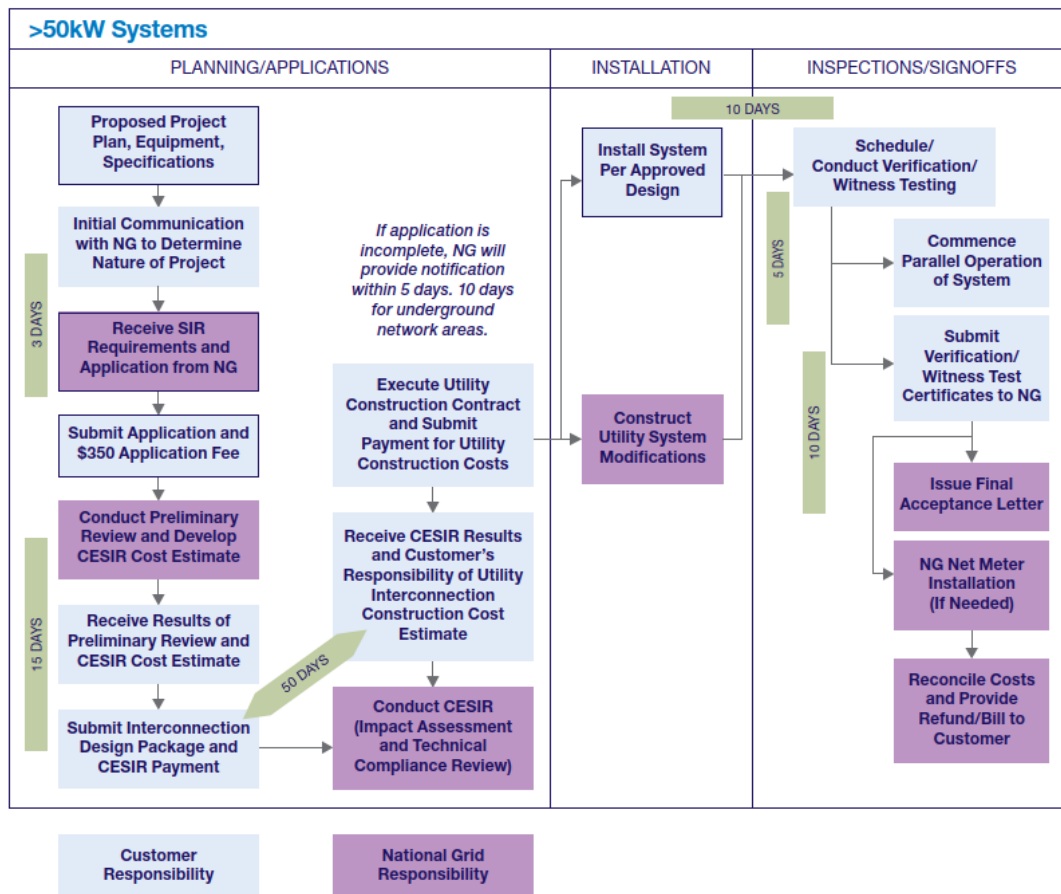 >50kW Systems
PLANNING/APPLICATIONS
INSTALLATION
INSPECTIONS/SIGNOFFS
Proposed Project
Plan, Equipment,
Specifications
Initial Communication
with NG to Determine
Nature of Project
3 DAYS
Receive SIR
Requirements and
Application from NG
Submit Application and
$350 Application Fee
Conduct Preliminary
Review and Develop
CESIR Cost Estimate
15 DAYS
Receive Results of
Preliminary Review and
CESIR Cost Estimate
Submit Interconnection
Design Package and
CESIR Payment
If application is
incomplete, NG will
provide notification
within 5 days. 10 days
for underground
network areas.
Execute Utility
Construction Contract
and Submit
Payment for Utility
Construction Costs
Receive CESIR Results
and Customer's
Responsibility of Utility
Interconnection
Construction Cost
Estimate
50 DAYS
Conduct CESIR
(Impact Assessment
and Technical
Compliance Review)
10 DAYS
Install System
Per Approved
Design
Construct
Utility System
Modifications
Schedule/
Conduct Verification/
Witness Testing
5 DAYS
Commence
Parallel Operation
of System
Submit
Verification/
Witness Test
Certificates to NG
10 DAYS
Issue Final
Acceptance Letter
NG Net Meter
Installation
(If Needed)
Reconcile Costs
and Provide
Refund/Bill to
Customer
Customer
Responsibility
National Grid
Responsibility